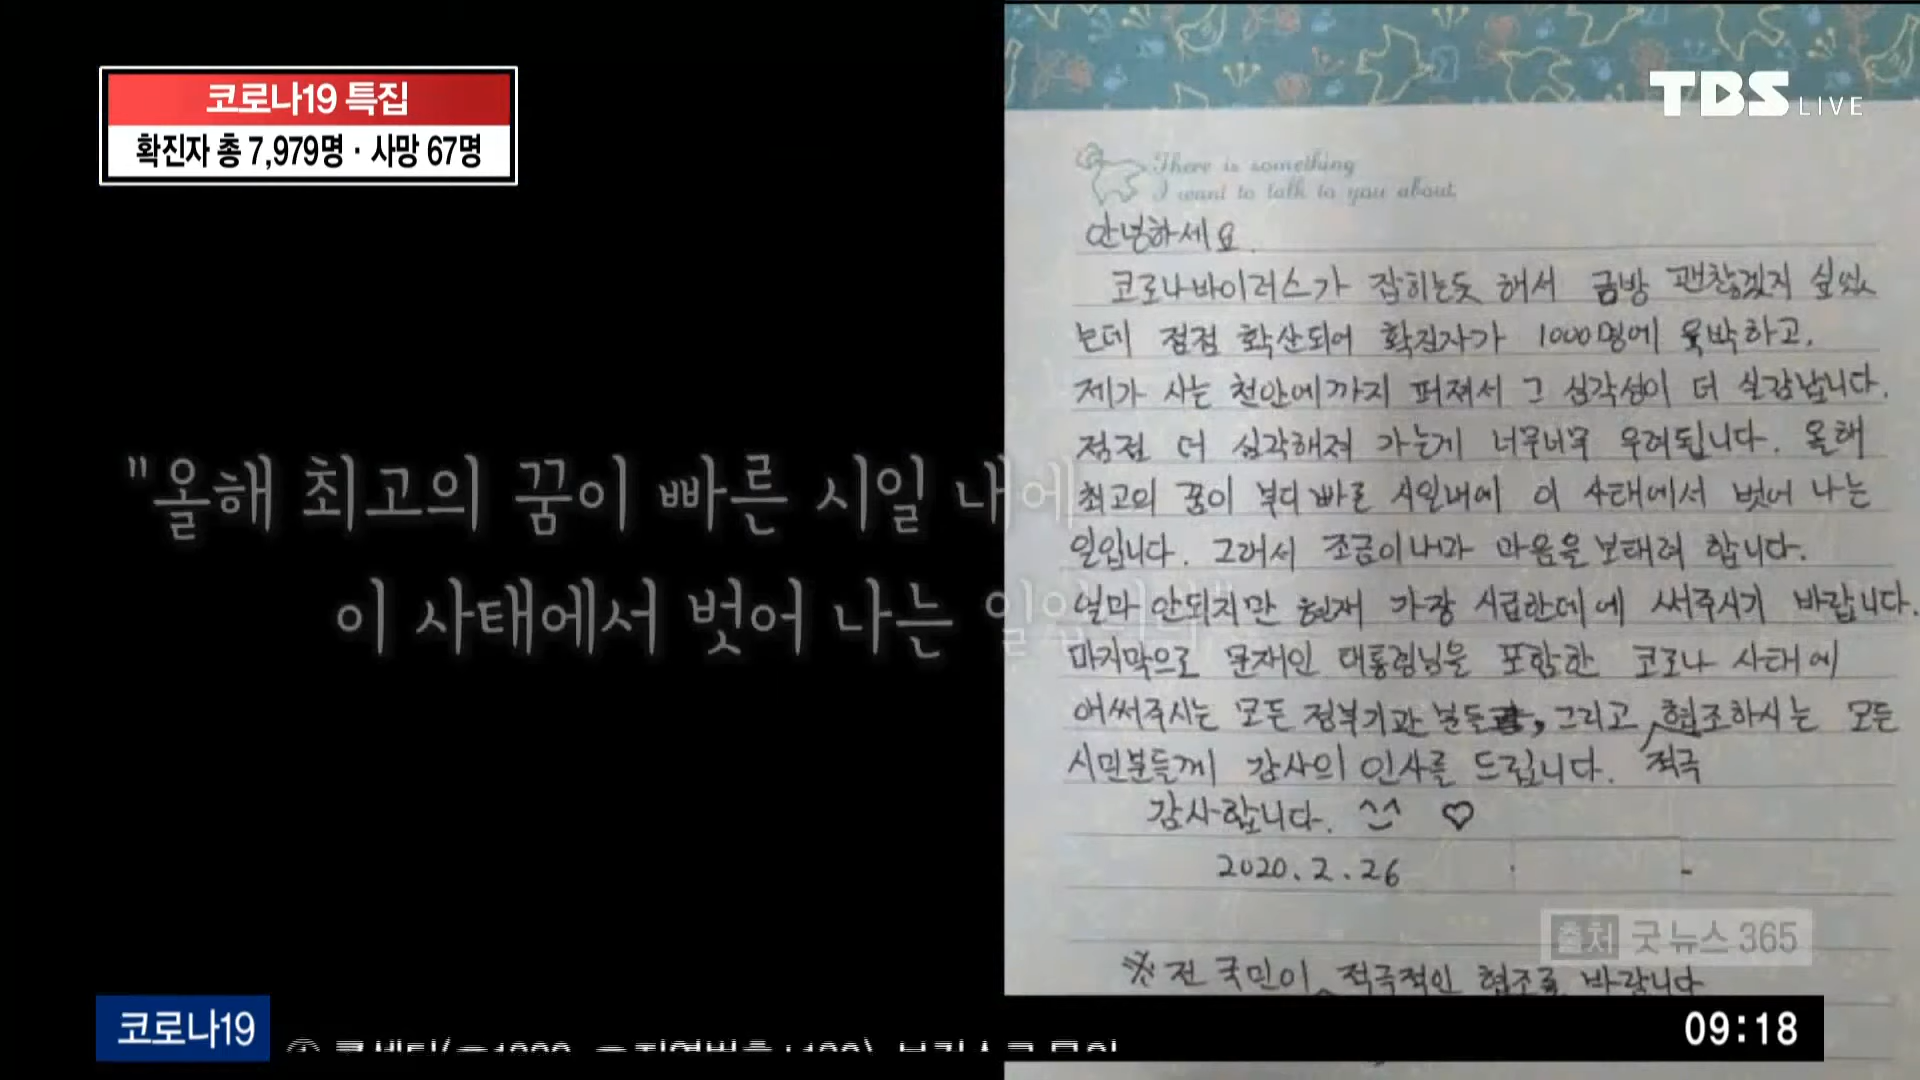 코로나19 특집
확진자 총 7,979명 · 사망 67명
TBS LIVE
"올해 최고의 꿈이 빠른 시일 내에
이 사태에서 벗어 나는
There is something
I want to talk to you about
안녕하세요.
코로나바이러스가 잡히는듯 해서 금방 괜찮겠지 싶었
는데 점점 확산되어 확진자가 1000명에 육박하고,
제가 사는 천안에까지 퍼져서 그 심각성이 더 실감납니다.
점점 더 심각해져 가는게 너무너무 우려됩니다. 올해
최고의 꿈이 부디 빠른 시일내에 이 사태에서 벗어 나는
일입니다. 그래서 조금이나마 마음을 보태려 합니다.
얼마 안되지만 현재 가장 시급한데에 써주시기 바랍니다.
마지막으로 문재인 대통령님을 포함한 코로나 사태에
애써주시는 모든 정부기관 분들, 그리고 적극 협조하시는 모든
시민분들께 감사의 인사를 드립니다.
감사합니다. ^^ ♡
2020. 2. 26
※ 전 국민이 적극적인 협조를 바랍니다
출처 굿뉴스 365
코로나19
09:18